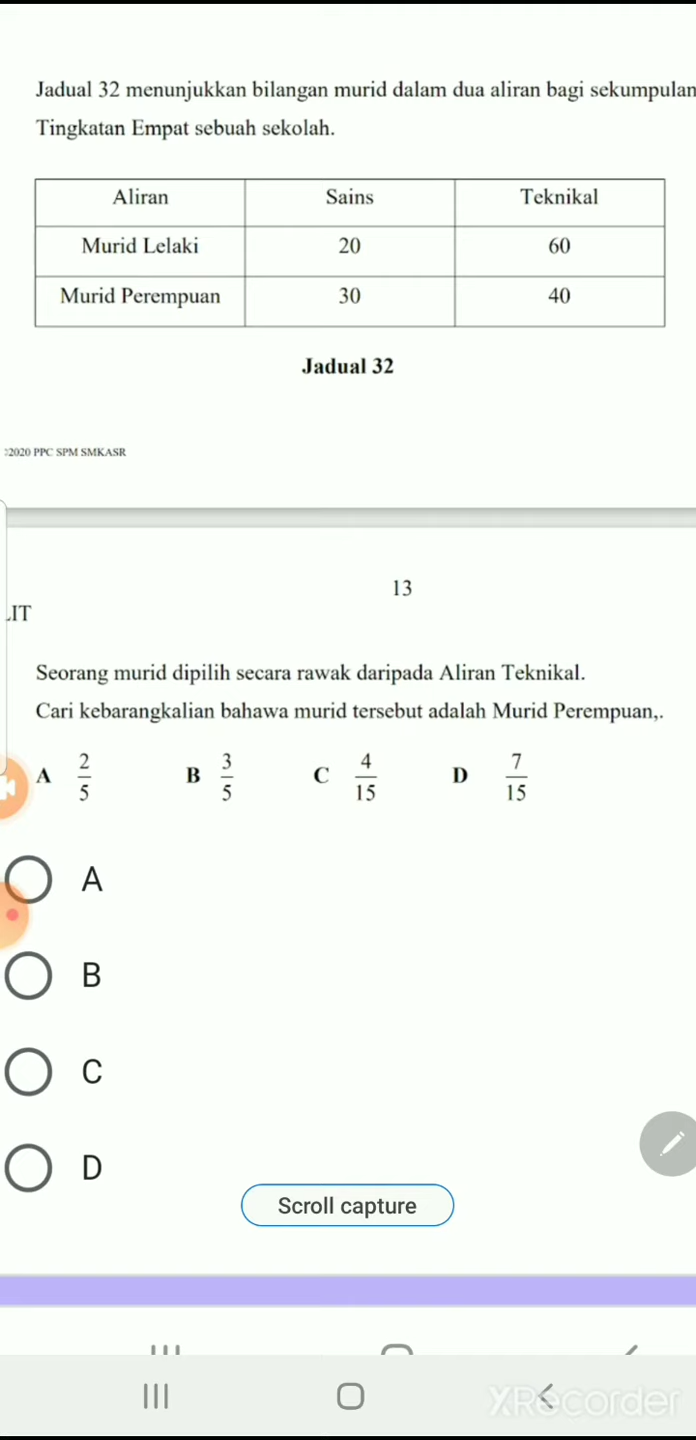 Jadual 32 menunjukkan bilangan murid dalam dua aliran bagi sekumpulan
Tingkatan Empat sebuah sekolah.
Aliran Sains Teknikal
Murid Lelaki 20 60
Murid Perempuan 30 40
Jadual 32
2020 PPC SPM SMKASR
13
LIT
Seorang murid dipilih secara rawak daripada Aliran Teknikal.
Cari kebarangkalian bahawa murid tersebut adalah Murid Perempuan,.
A 2/5 B 3/5 C 4/15 D 7/15
A
B
C
D
Scroll capture
XRecorder